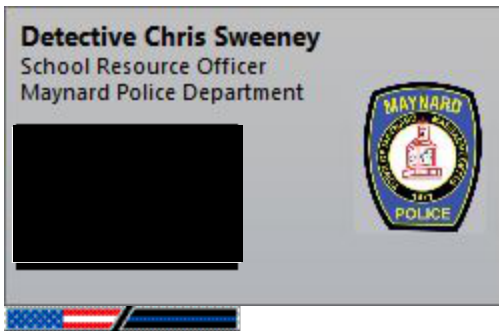 Detective Chris Sweeney
School Resource Officer
Maynard Police Department
MAYNARD
POLICE